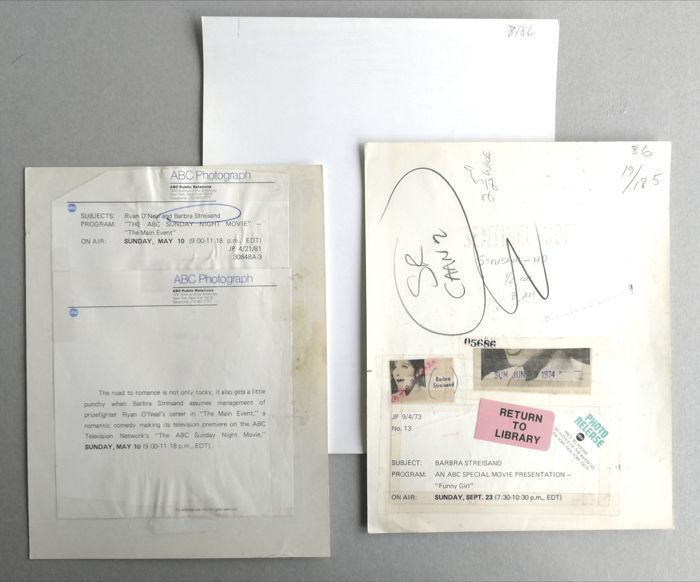 8/86
ABC Photograph
ABC Public Relations
SUBJECTS: Ryan O'Neal and Barbra Streisand
PROGRAM: "THE ABC SUNDAY NIGHT MOVIE" –
"The Main Event"
ON AIR: SUNDAY, MAY 10 (9:00-11:18 p.m., EDT)
JP 4/21/81
30848A-3
ABC Photograph
ABC Public Relations
The road to romance is not only rocky, it also gets a little
punchy when Barbra Streisand assumes management of
prizefighter Ryan O'Neal's career in "The Main Event," a
romantic comedy making its television premiere on the ABC
Television Network's "The ABC Sunday Night Movie,"
SUNDAY, MAY 10 (9:00-11:18 p.m., EDT).
86
19/185
SR
CAAN 2
05686
Barbra
Streisand
SUN JUN 1974
RETURN
TO
LIBRARY
PHOTO
RELEASE
JP 9/4/73
No. 13
SUBJECT: BARBRA STREISAND
PROGRAM: AN ABC SPECIAL MOVIE PRESENTATION –
"Funny Girl"
ON AIR: SUNDAY, SEPT. 23 (7:30-10:30 p.m., EDT)